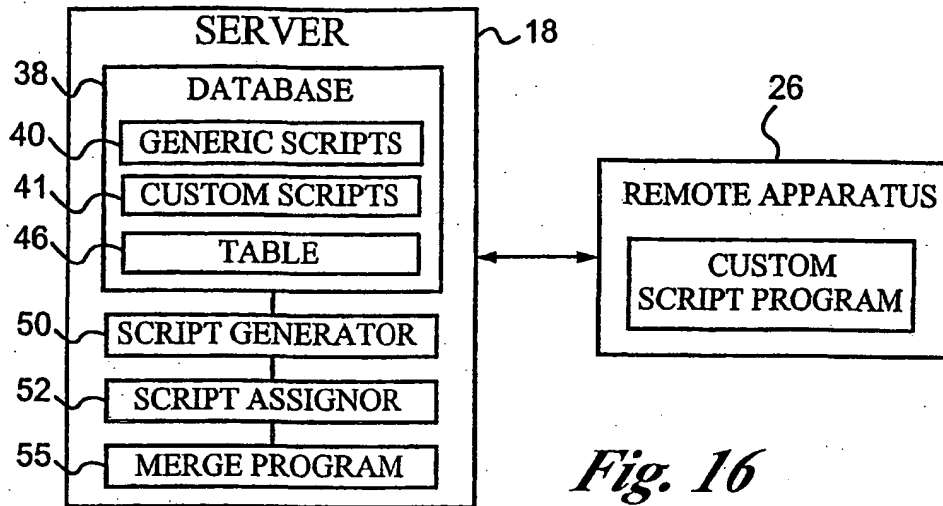 SERVER
18
38
DATABASE
40
GENERIC SCRIPTS
41
CUSTOM SCRIPTS
46
TABLE
50
SCRIPT GENERATOR
52
SCRIPT ASSIGNOR
55
MERGE PROGRAM
26
REMOTE APPARATUS
CUSTOM
SCRIPT PROGRAM
Fig. 16